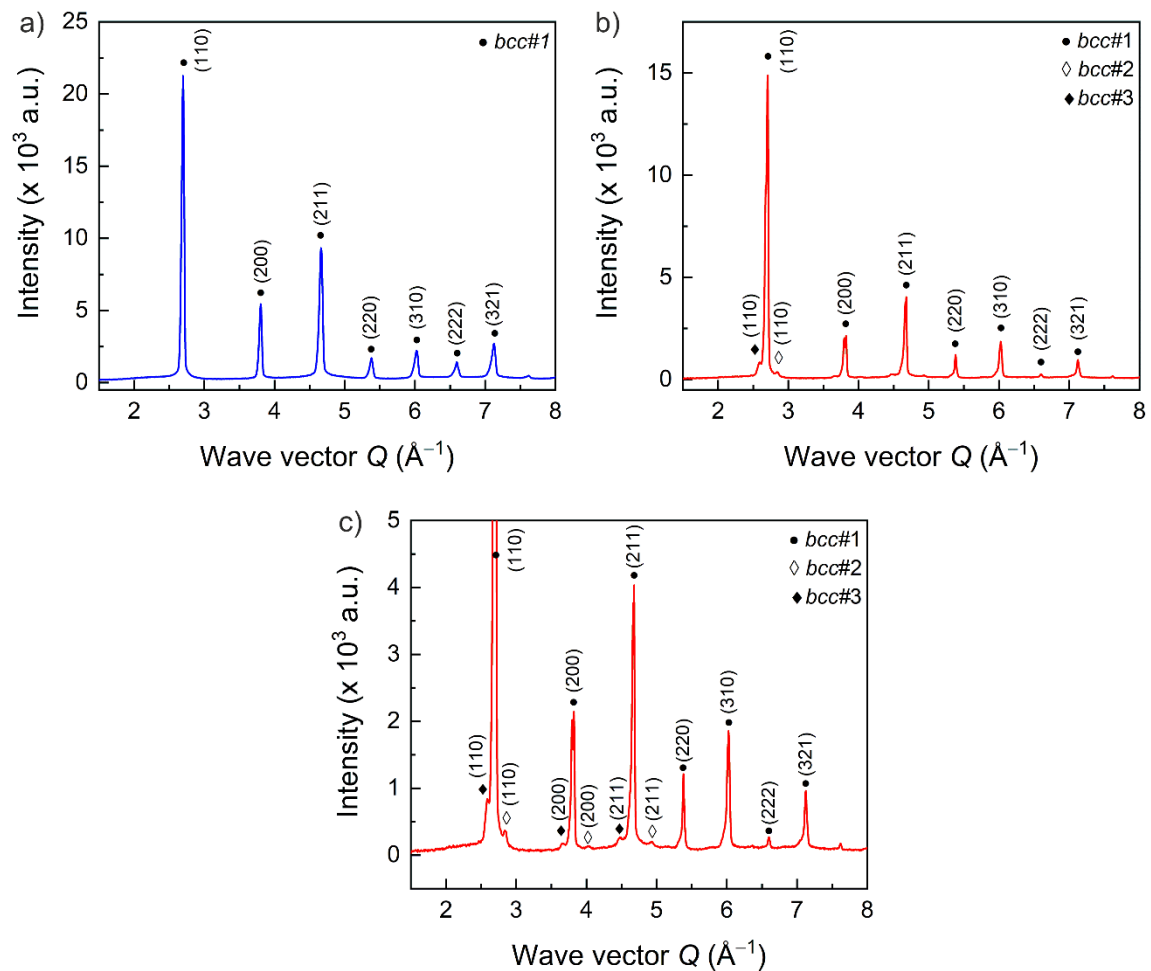 a)
25
20
15
10
5
0
Intensity (x 10³ a.u.)
● bcc#1
(110)
(200)
(211)
(220)
(310)
(222)
(321)
2 3 4 5 6 7 8
Wave vector Q (Å⁻¹)
b)
15
10
5
0
Intensity (x 10³ a.u.)
● bcc#1
◇ bcc#2
◆ bcc#3
(110)
(110)
(110)
(200)
(211)
(220)
(310)
(222)
(321)
2 3 4 5 6 7 8
Wave vector Q (Å⁻¹)
c)
5
4
3
2
1
0
Intensity (x 10³ a.u.)
● bcc#1
◇ bcc#2
◆ bcc#3
(110)
(110)
(110)
(200)
(200)
(200)
(211)
(211)
(211)
(220)
(310)
(222)
(321)
2 3 4 5 6 7 8
Wave vector Q (Å⁻¹)